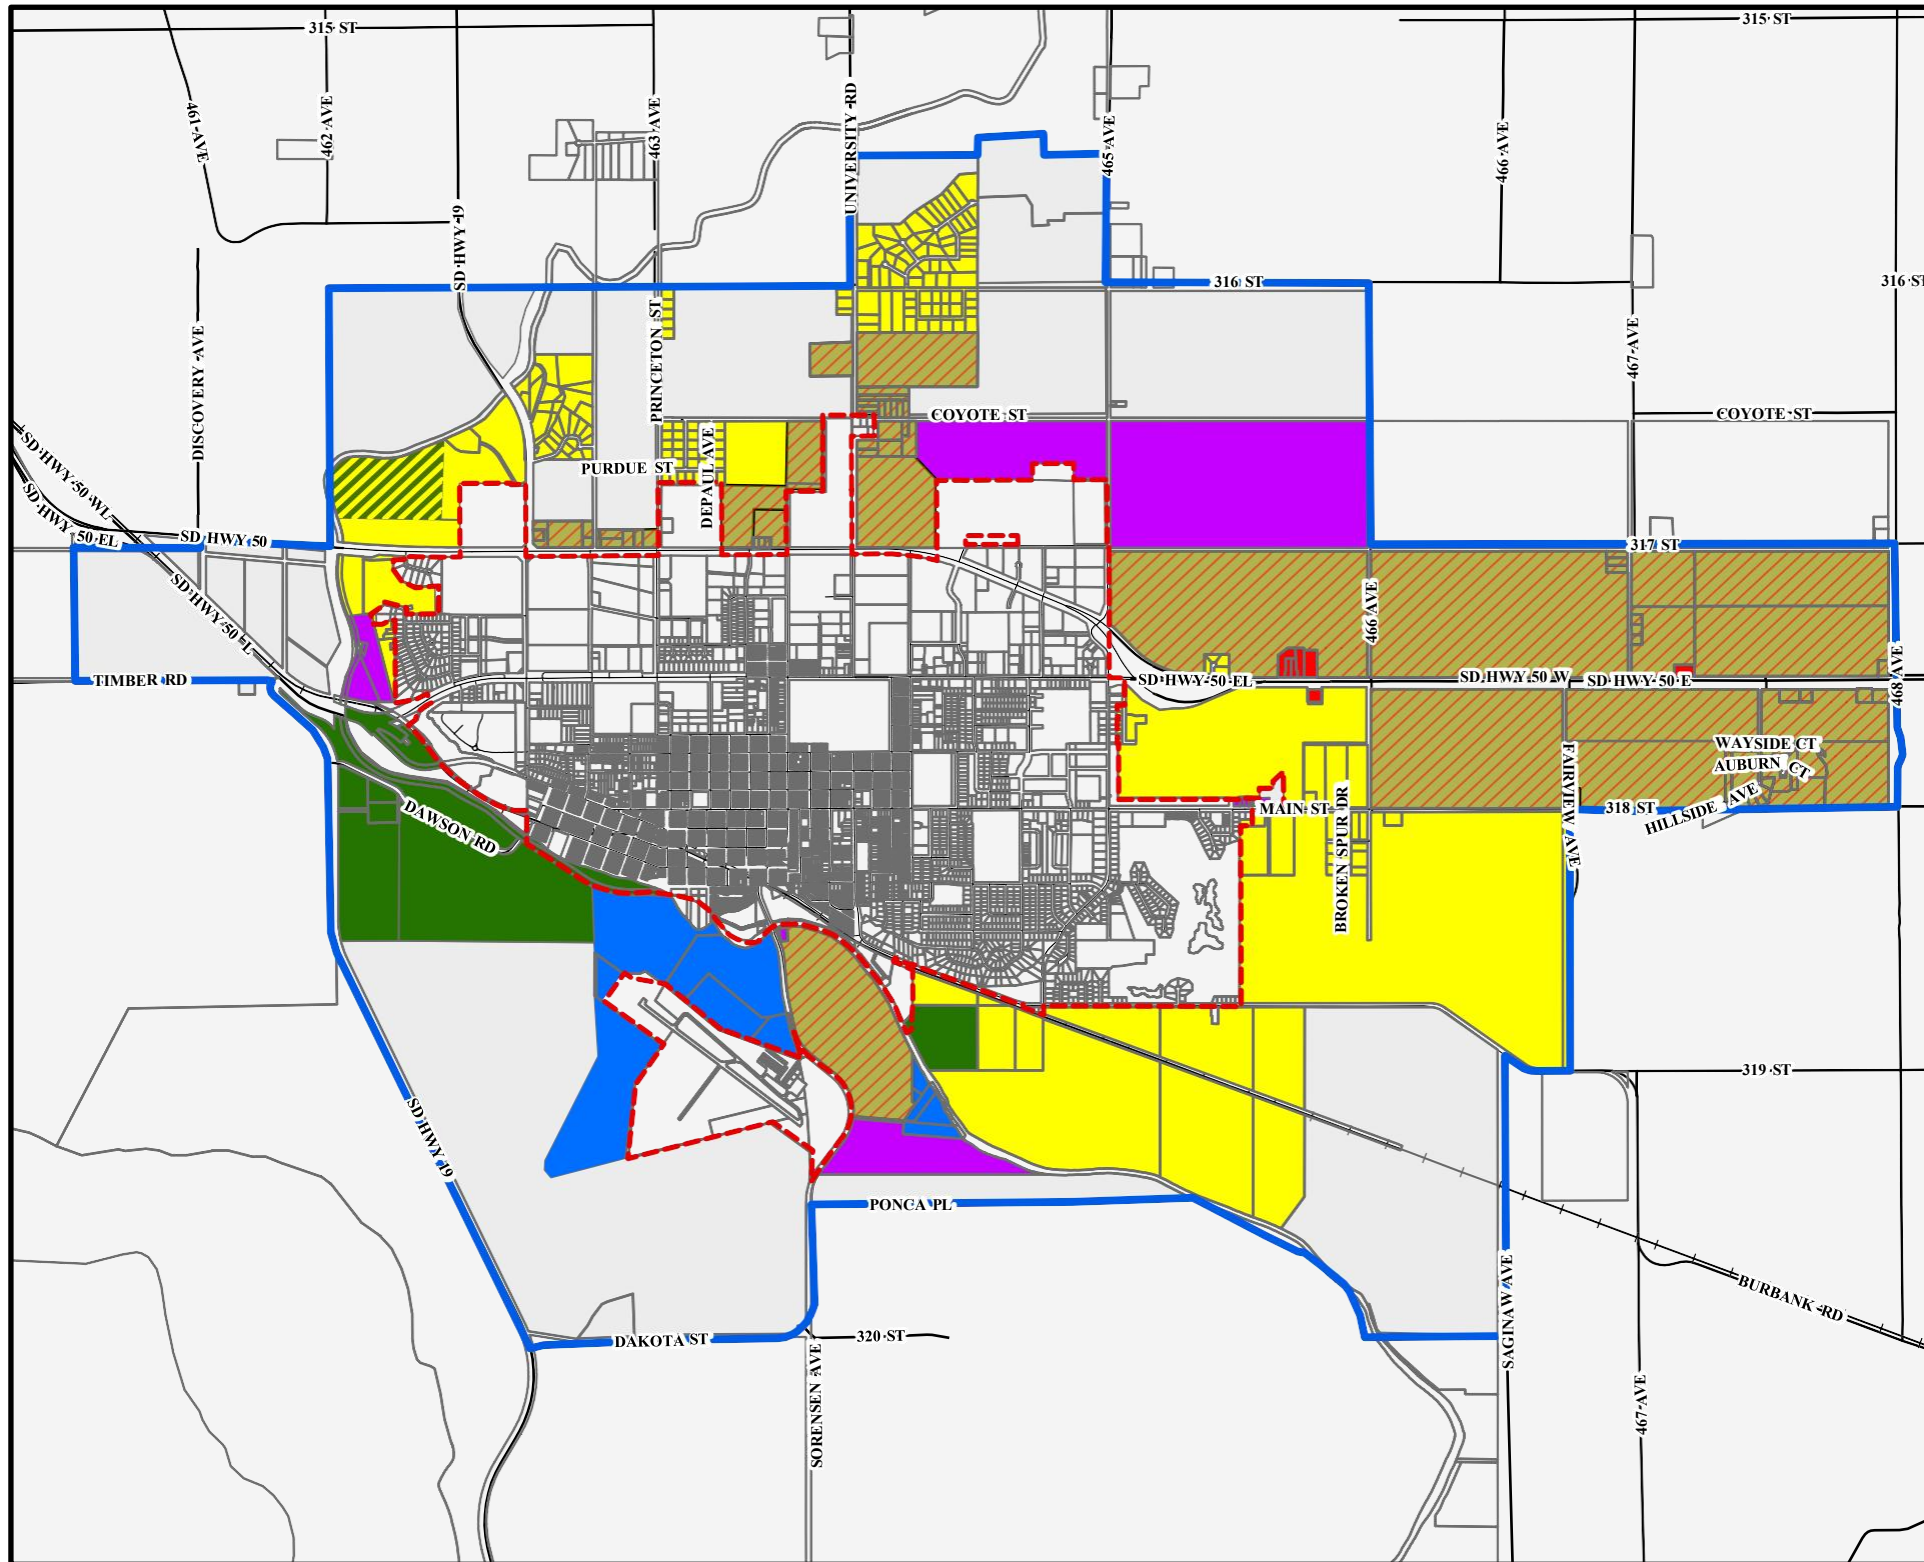 315 ST
315 ST
461 AVE
462 AVE
463 AVE
UNIVERSITY RD
465 AVE
466 AVE
SD HWY 19
316 ST
316 ST
DISCOVERY AVE
PRINCETON ST
467 AVE
COYOTE ST
COYOTE ST
PURDUE ST
DEPAUL AVE
SD HWY 50 WL
SD HWY 50 EL
SD HWY 50
317 ST
SD HWY 50 L
466 AVE
TIMBER RD
SD HWY 50 EL
SD HWY 50 W
SD HWY 50 E
468 AVE
WAYSIDE CT
AUBURN CT
FAIRVIEW AVE
DAWSON RD
MAIN ST
BROKEN SPUR DR
318 ST
HILLSIDE AVE
319 ST
SD HWY 19
PONCA PL
SAGINAW AVE
BURBANK RD
DAKOTA ST
320 ST
SORENSEN AVE
467 AVE